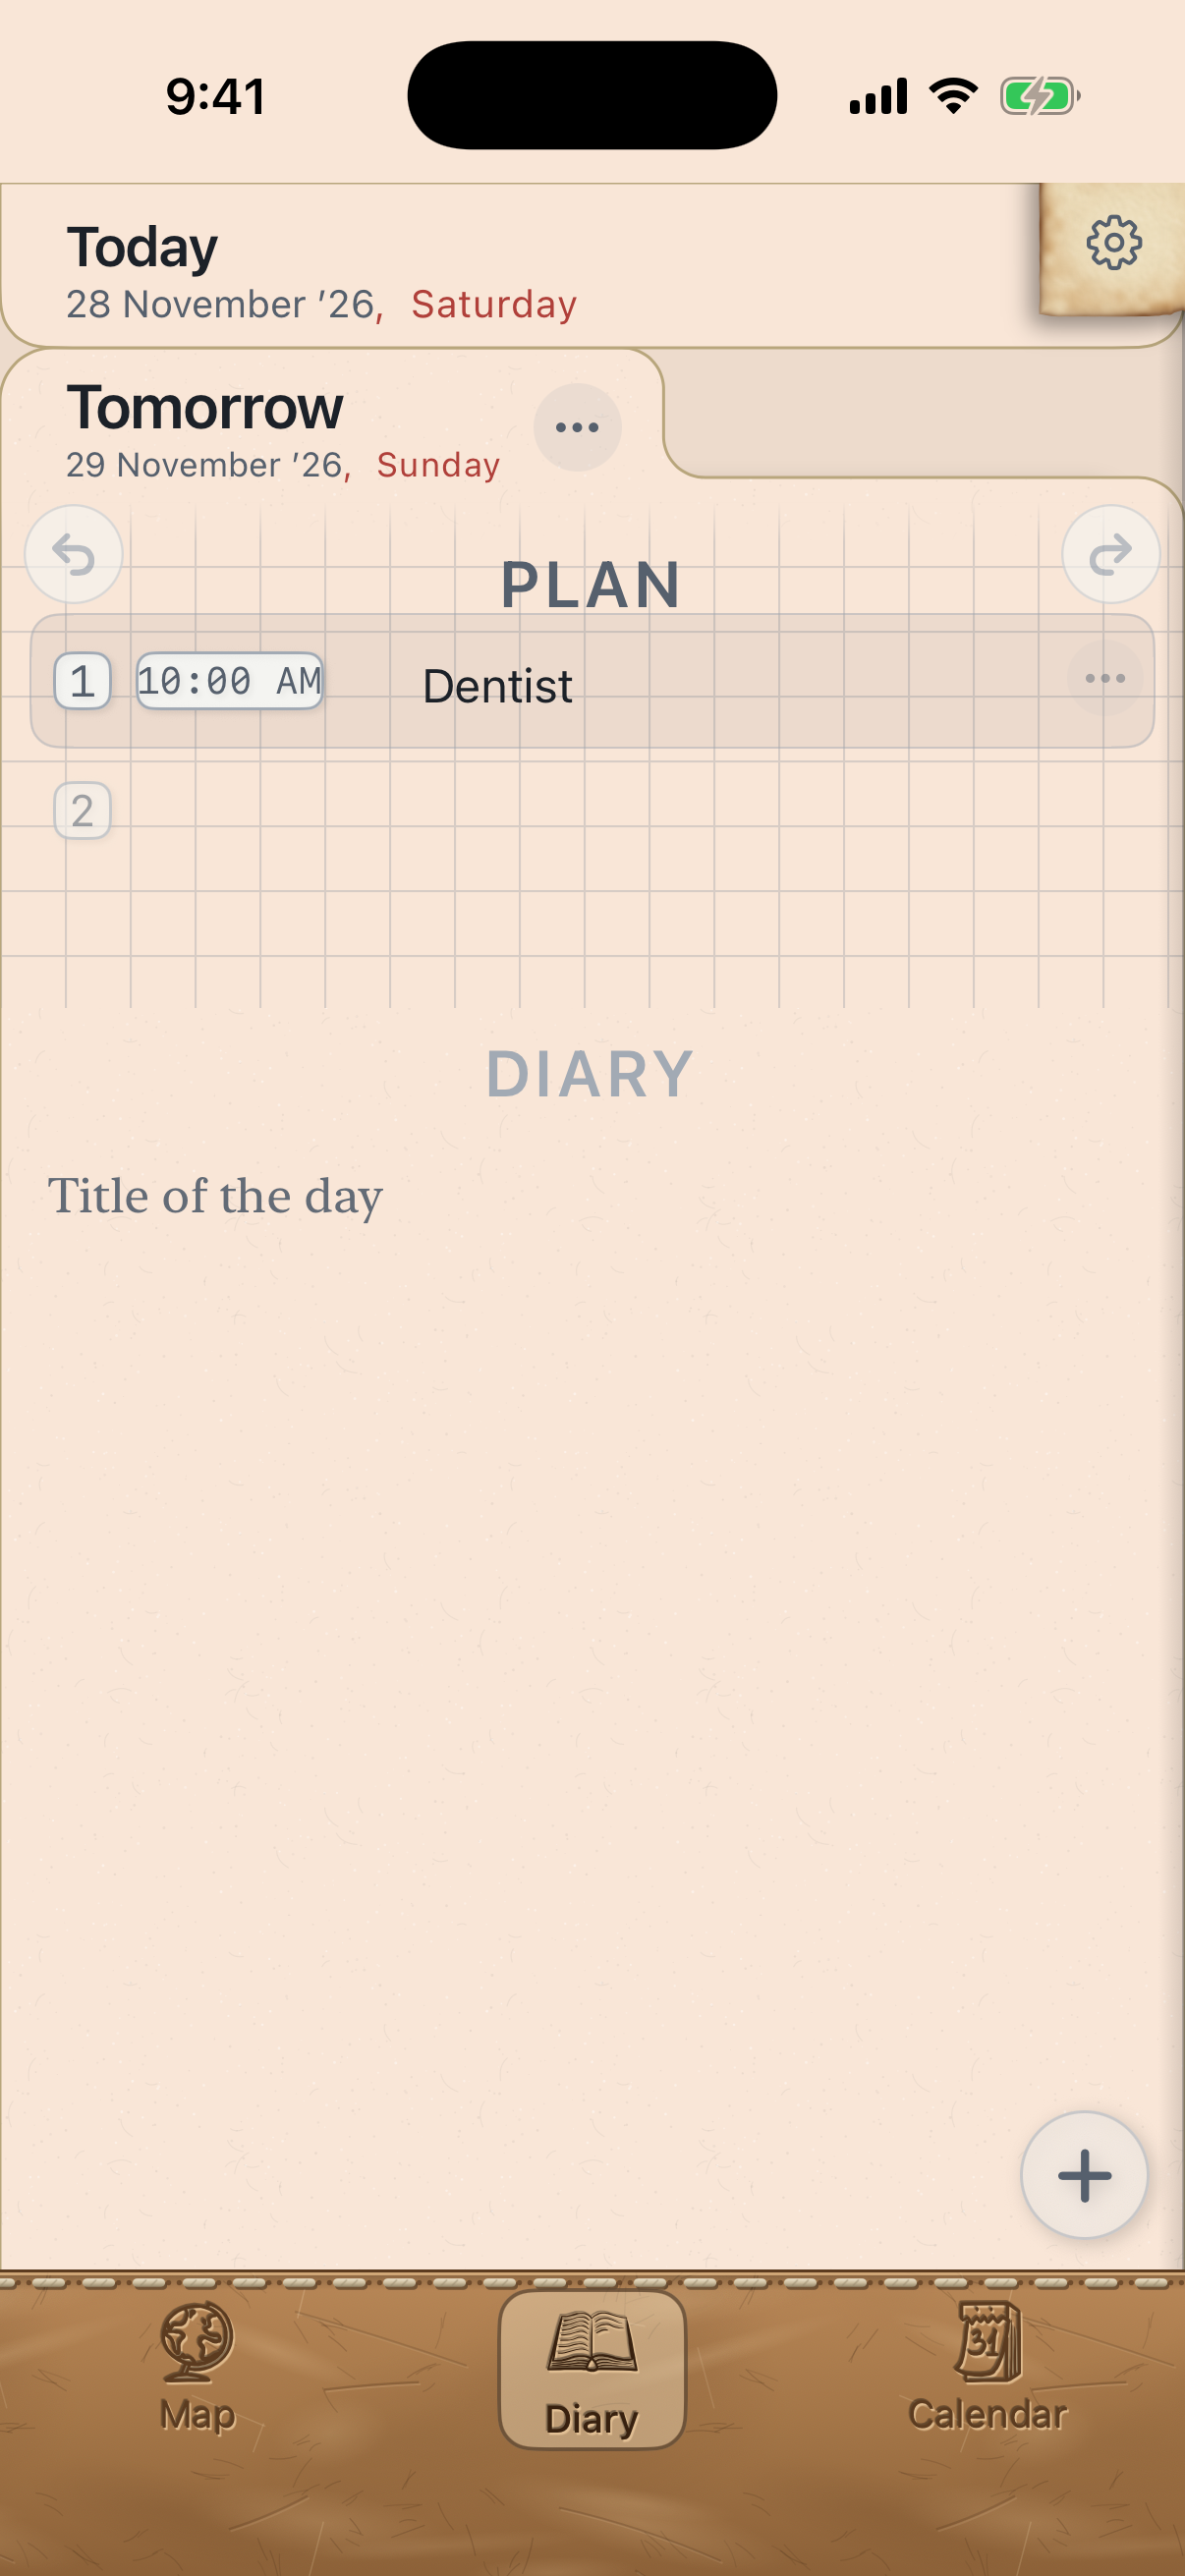 9:41
Today
28 November ’26, Saturday
Tomorrow
29 November ’26, Sunday
PLAN
1 10:00 AM Dentist
2
DIARY
Title of the day
31
Map Diary Calendar